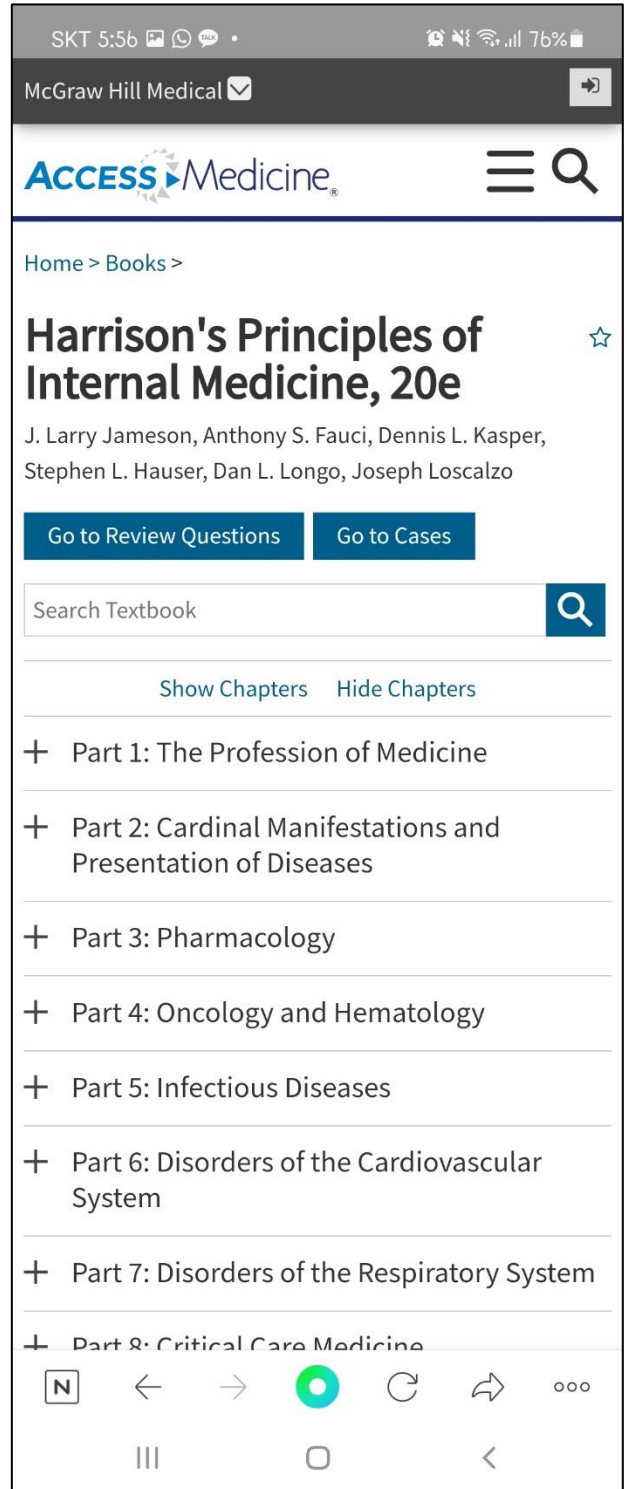 SKT 5:56 TALK 76%
McGraw Hill Medical
ACCESS Medicine®
Home > Books >
Harrison's Principles of
Internal Medicine, 20e
J. Larry Jameson, Anthony S. Fauci, Dennis L. Kasper,
Stephen L. Hauser, Dan L. Longo, Joseph Loscalzo
Go to Review Questions Go to Cases
Search Textbook
Show Chapters Hide Chapters
+ Part 1: The Profession of Medicine
+ Part 2: Cardinal Manifestations and
Presentation of Diseases
+ Part 3: Pharmacology
+ Part 4: Oncology and Hematology
+ Part 5: Infectious Diseases
+ Part 6: Disorders of the Cardiovascular
System
+ Part 7: Disorders of the Respiratory System
+ Part 8: Critical Care Medicine
N